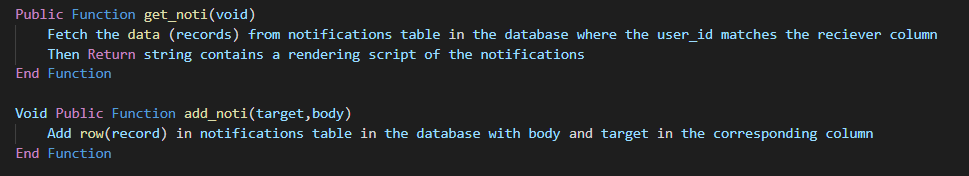 Public Function get_noti(void)
Fetch the data (records) from notifications table in the database where the user_id matches the reciever column
Then Return string contains a rendering script of the notifications
End Function
Void Public Function add_noti(target,body)
Add row(record) in notifications table in the database with body and target in the corresponding column
End Function